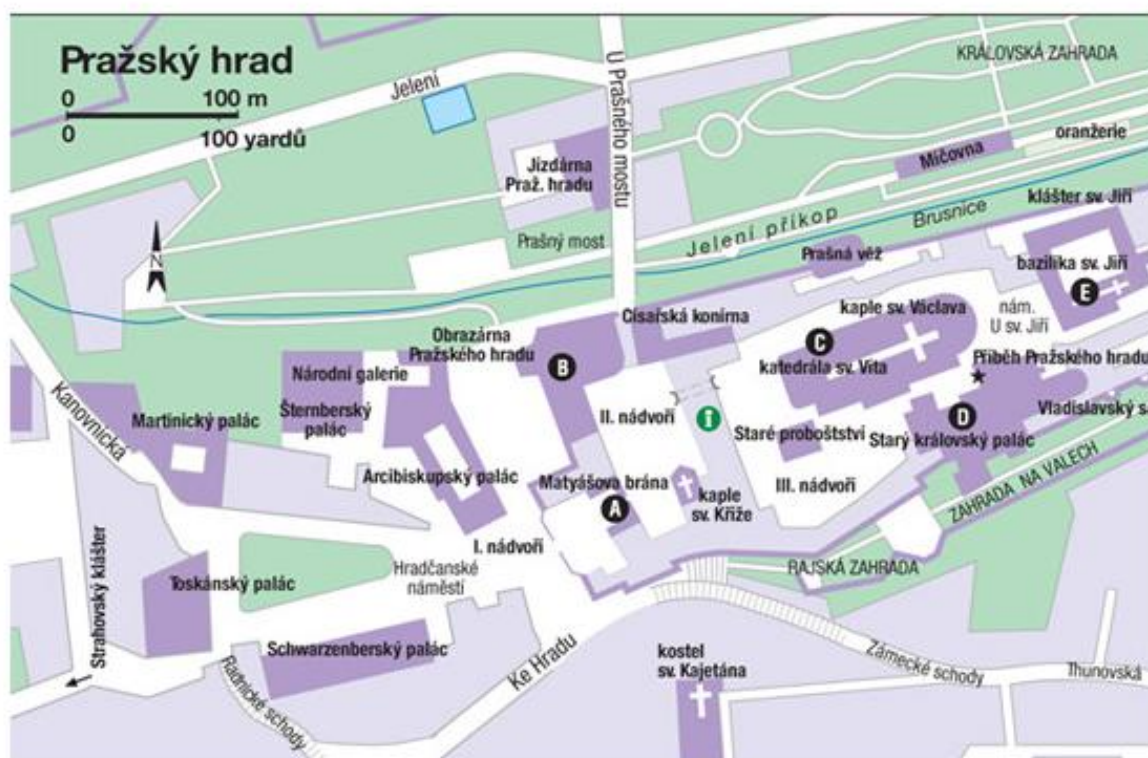 Pražský hrad
0 100 m
0 100 yardů
Jelení
U Prašného mostu
KRÁLOVSKÁ ZAHRADA
oranžerie
Míčovna
Jízdárna
Praž. hradu
klášter sv. Jiří
Jelení příkop
Brusnice
Prašný most
Prašná věž
bazilika sv. Jiří
E
N
kaple sv. Václava
nám.
U sv. Jiří
Císařská konírna
Obrazárna
Pražského hradu
B
C
katedrála sv. Víta
Příběh Pražského hradu
Národní galerie
Kanovnická
Martinický palác
Šternberský
palác
II. nádvoří
i
Staré proboštství
D
Starý královský palác
Vladislavský s
Arcibiskupský palác
Matyášova brána
A
kaple
sv. Kříže
III. nádvoří
ZAHRADA NA VALECH
I. nádvoří
Hradčanské
náměstí
RAJSKÁ ZAHRADA
Toskánský palác
Strahovský klášter
Schwarzenberský palác
Radnické schody
Ke Hradu
kostel
sv. Kajetána
Zámecké schody
Thunovská